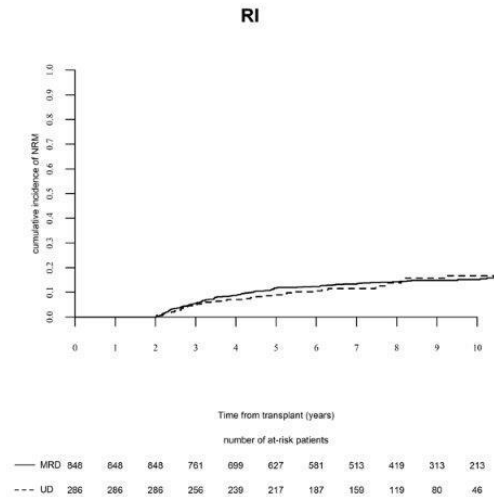 RI
cumulative incidence of NRM
1.0
0.9
0.8
0.7
0.6
0.5
0.4
0.3
0.2
0.1
0.0
0 1 2 3 4 5 6 7 8 9 10
Time from transplant (years)
number of at-risk patients
MRD 848 848 848 761 699 627 581 513 419 313 213
UD 286 286 286 256 239 217 187 159 119 80 46